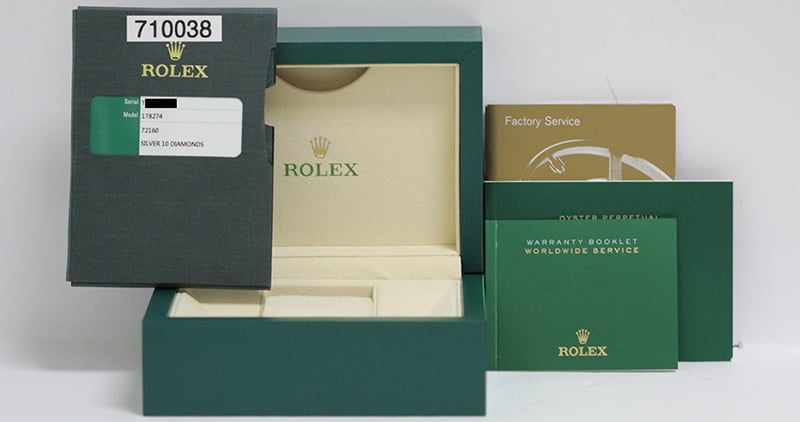 710038
ROLEX
Serial
Model 178274
72160
SILVER 10 DIAMONDS
ROLEX
Factory Service
OYSTER PERPETUAL
WARRANTY BOOKLET
WORLDWIDE SERVICE
ROLEX